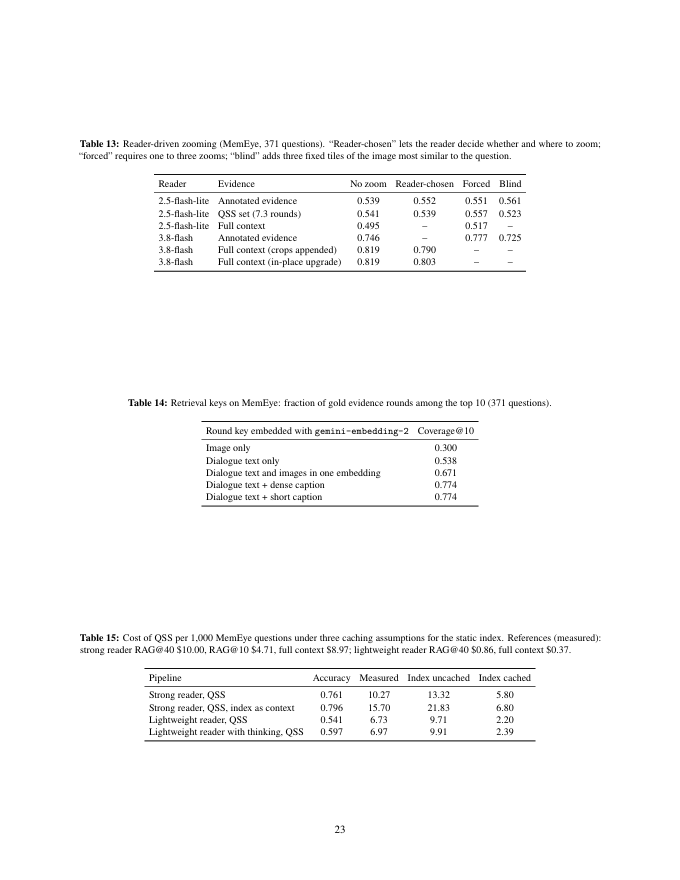 Table 13: Reader-driven zooming (MemEye, 371 questions). “Reader-chosen” lets the reader decide whether and where to zoom;
“forced” requires one to three zooms; “blind” adds three fixed tiles of the image most similar to the question.
Reader Evidence No zoom Reader-chosen Forced Blind
2.5-flash-lite Annotated evidence 0.539 0.552 0.551 0.561
2.5-flash-lite QSS set (7.3 rounds) 0.541 0.539 0.557 0.523
2.5-flash-lite Full context 0.495 – 0.517 –
3.8-flash Annotated evidence 0.746 – 0.777 0.725
3.8-flash Full context (crops appended) 0.819 0.790 – –
3.8-flash Full context (in-place upgrade) 0.819 0.803 – –
Table 14: Retrieval keys on MemEye: fraction of gold evidence rounds among the top 10 (371 questions).
Round key embedded with gemini-embedding-2 Coverage@10
Image only 0.300
Dialogue text only 0.538
Dialogue text and images in one embedding 0.671
Dialogue text + dense caption 0.774
Dialogue text + short caption 0.774
Table 15: Cost of QSS per 1,000 MemEye questions under three caching assumptions for the static index. References (measured):
strong reader RAG@40 $10.00, RAG@10 $4.71, full context $8.97; lightweight reader RAG@40 $0.86, full context $0.37.
Pipeline Accuracy Measured Index uncached Index cached
Strong reader, QSS 0.761 10.27 13.32 5.80
Strong reader, QSS, index as context 0.796 15.70 21.83 6.80
Lightweight reader, QSS 0.541 6.73 9.71 2.20
Lightweight reader with thinking, QSS 0.597 6.97 9.91 2.39
23